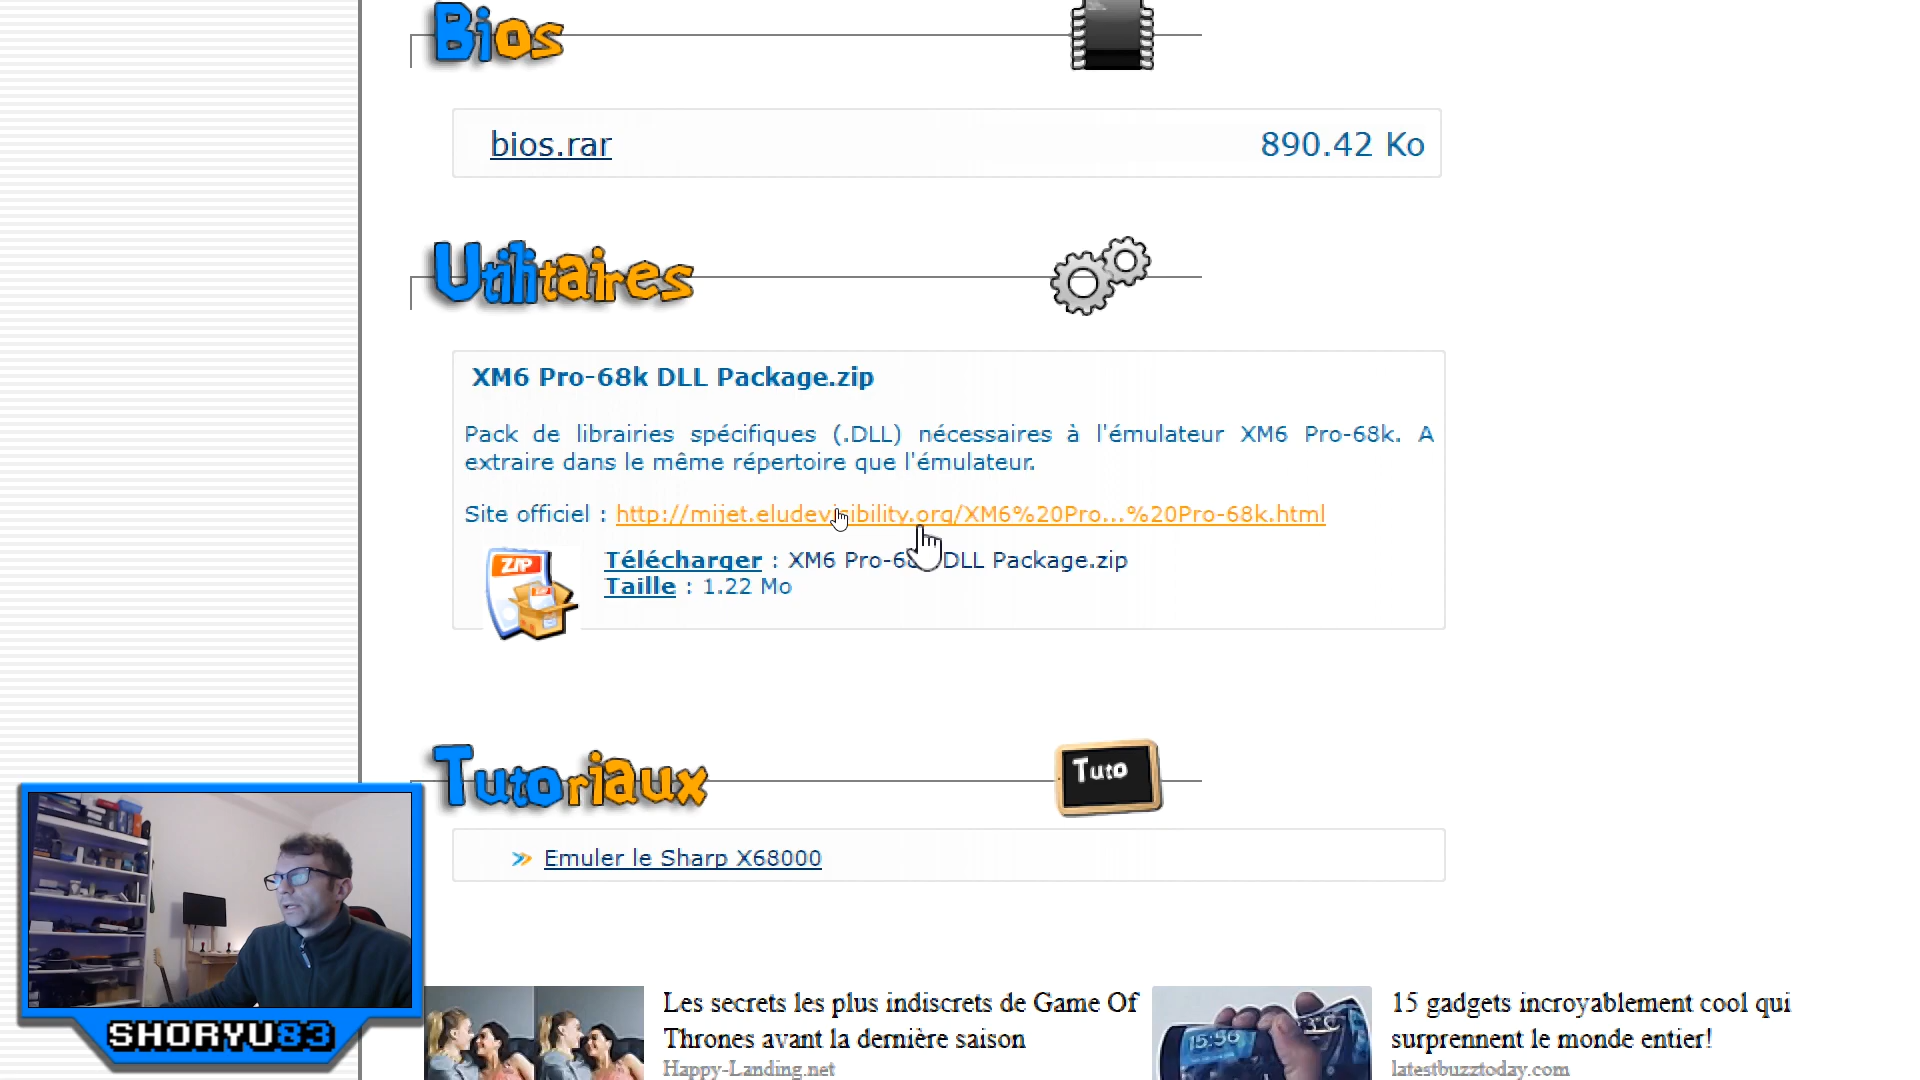 Bios
bios.rar 890.42 Ko
Utilitaires
XM6 Pro-68k DLL Package.zip
Pack de librairies spécifiques (.DLL) nécessaires à l'émulateur XM6 Pro-68k. A
extraire dans le même répertoire que l'émulateur.
Site officiel : http://mijet.eludevisibility.org/XM6%20Pro...%20Pro-68k.html
ZIP
Télécharger : XM6 Pro-68k DLL Package.zip
Taille : 1.22 Mo
Tutoriaux
Tuto
Emuler le Sharp X68000
SHORYU83
Les secrets les plus indiscrets de Game Of
Thrones avant la dernière saison
Happy-Landing.net
15:56
15 gadgets incroyablement cool qui
surprennent le monde entier!
latestbuzztoday.com